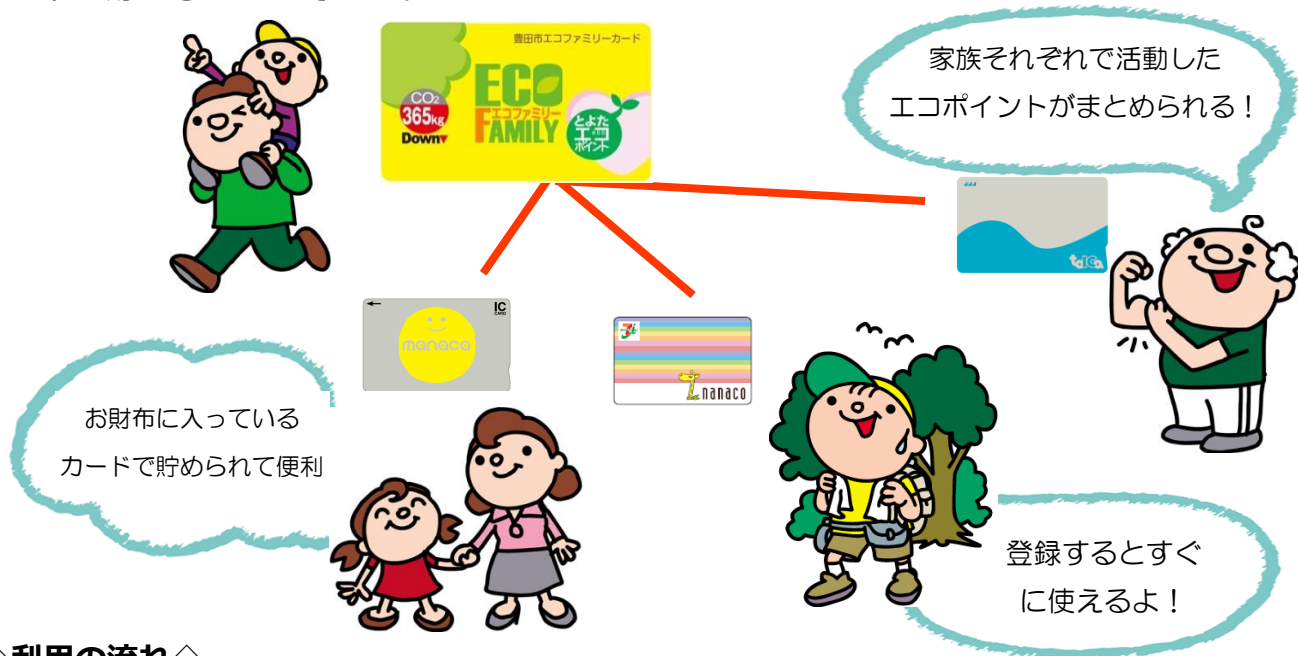 豊田市エコファミリーカード
ECO
エコファミリー
FAMILY
CO2
365kg
Down▼
とよた
エコ
ポイント
家族それぞれで活動した
エコポイントがまとめられる！
toica
IC
CARD
manaca
nanaco
お財布に入っている
カードで貯められて便利
登録するとすぐ
に使えるよ！
◇利用の流れ◇